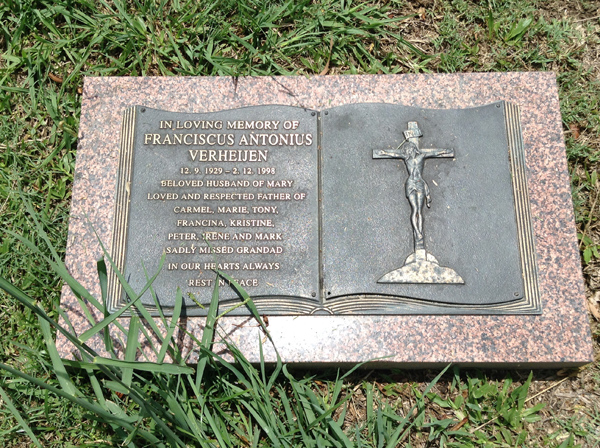 IN LOVING MEMORY OF
FRANCISCUS ANTONIUS
VERHEIJEN
12. 9. 1929 – 2. 12. 1998
BELOVED HUSBAND OF MARY
LOVED AND RESPECTED FATHER OF
CARMEL, MARIE, TONY,
FRANCINA, KRISTINE,
PETER, IRENE AND MARK
SADLY MISSED GRANDAD
IN OUR HEARTS ALWAYS
REST IN PEACE